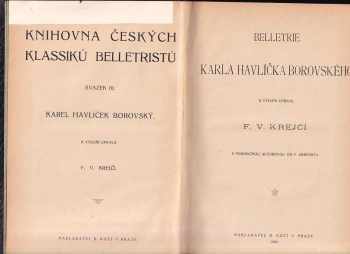 KNIHOVNA ČESKÝCH
KLASSIKŮ BELLETRISTŮ
SVAZEK III.
KAREL HAVLÍČEK BOROVSKÝ.
K VYDÁNÍ UPRAVIL
F. V. KREJČÍ.
NAKLADATEL B. KOČÍ V PRAZE
BELLETRIE
KARLA HAVLÍČKA BOROVSKÉHO
K VYDÁNÍ UPRAVIL
F. V. KREJČÍ
NAKLADATEL B. KOČÍ V PRAZE